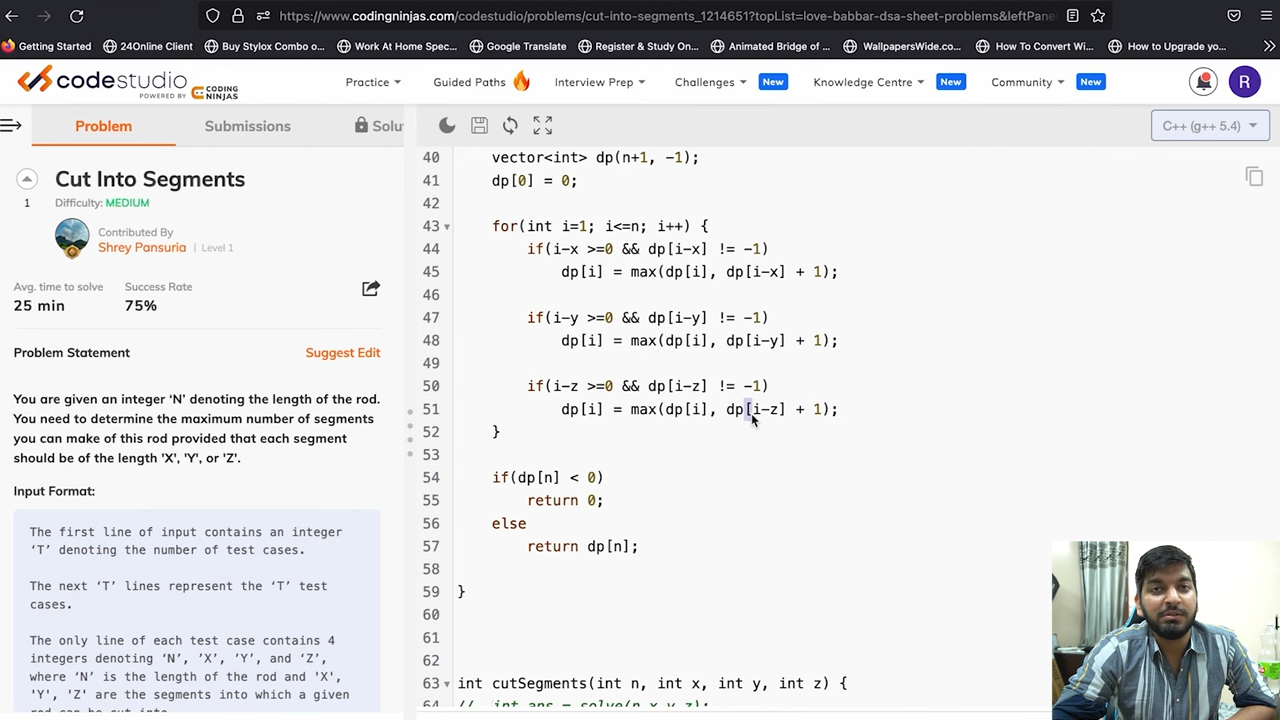 https://www.codingninjas.com/codestudio/problems/cut-into-segments_1214651?topList=love-babbar-dsa-sheet-problems&leftPane
Getting Started 24Online Client Buy Stylox Combo o... Work At Home Spec... Google Translate Register & Study On... Animated Bridge of ... WallpapersWide.co... How To Convert Wi... How to Upgrade yo...
codestudio
POWERED BY CODING NINJAS
Practice Guided Paths Interview Prep Challenges New Knowledge Centre New Community New R
Problem Submissions Solu C++ (g++ 5.4)
Cut Into Segments
1
Difficulty: MEDIUM
Contributed By
Shrey Pansuria | Level 1
Avg. time to solve Success Rate
25 min 75%
Problem Statement Suggest Edit
You are given an integer ‘N’ denoting the length of the rod.
You need to determine the maximum number of segments
you can make of this rod provided that each segment
should be of the length 'X', 'Y', or 'Z'.
Input Format:
The first line of input contains an integer
‘T’ denoting the number of test cases.
The next ‘T’ lines represent the ‘T’ test
cases.
The only line of each test case contains 4
integers denoting ‘N’, ’X’, ‘Y’, and ‘Z’,
where ‘N’ is the length of the rod and 'X',
'Y', 'Z' are the segments into which a given
rod can be cut into.
40 vector<int> dp(n+1, -1);
41 dp[0] = 0;
42
43 for(int i=1; i<=n; i++) {
44 if(i-x >=0 && dp[i-x] != -1)
45 dp[i] = max(dp[i], dp[i-x] + 1);
46
47 if(i-y >=0 && dp[i-y] != -1)
48 dp[i] = max(dp[i], dp[i-y] + 1);
49
50 if(i-z >=0 && dp[i-z] != -1)
51 dp[i] = max(dp[i], dp[i-z] + 1);
52 }
53
54 if(dp[n] < 0)
55 return 0;
56 else
57 return dp[n];
58
59 }
60
61
62
63 int cutSegments(int n, int x, int y, int z) {
64 // int ans = solve(n,x,y,z);